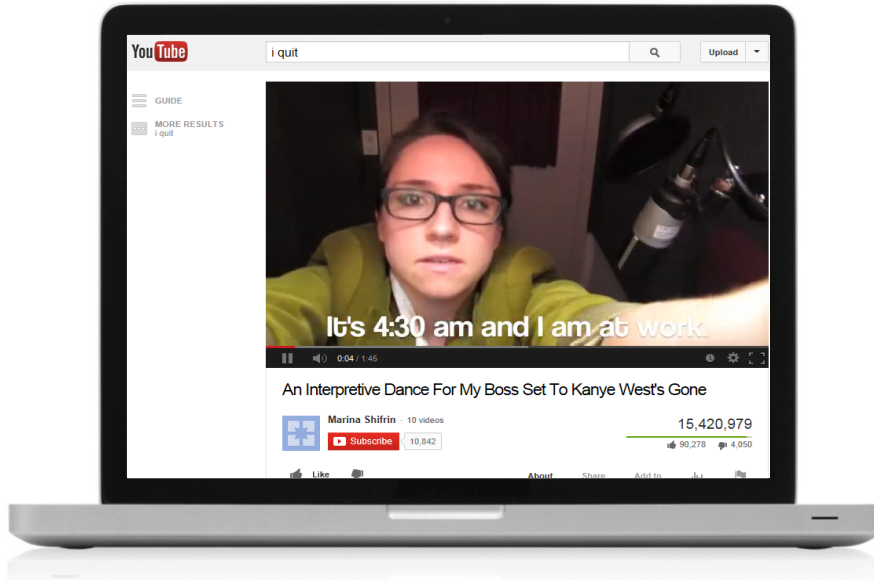 YouTube
i quit
Upload
GUIDE
MORE RESULTS
i quit
It's 4:30 am and I am at work.
0:04 / 1:45
An Interpretive Dance For My Boss Set To Kanye West's Gone
Marina Shifrin · 10 videos
15,420,979
Subscribe
10,842
90,278
4,050
Like
About
Share
Add to